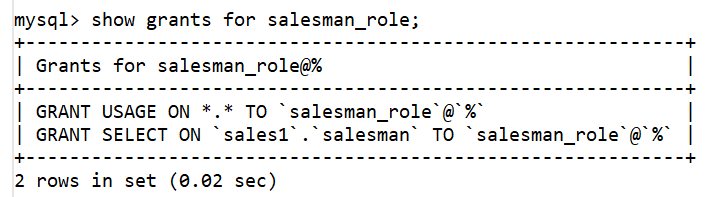 mysql> show grants for salesman_role;
+--------------------------------------------------------------+
| Grants for salesman_role@%                                   |
+--------------------------------------------------------------+
| GRANT USAGE ON *.* TO `salesman_role`@`%`                    |
| GRANT SELECT ON `sales1`.`salesman` TO `salesman_role`@`%` |
+--------------------------------------------------------------+
2 rows in set (0.02 sec)